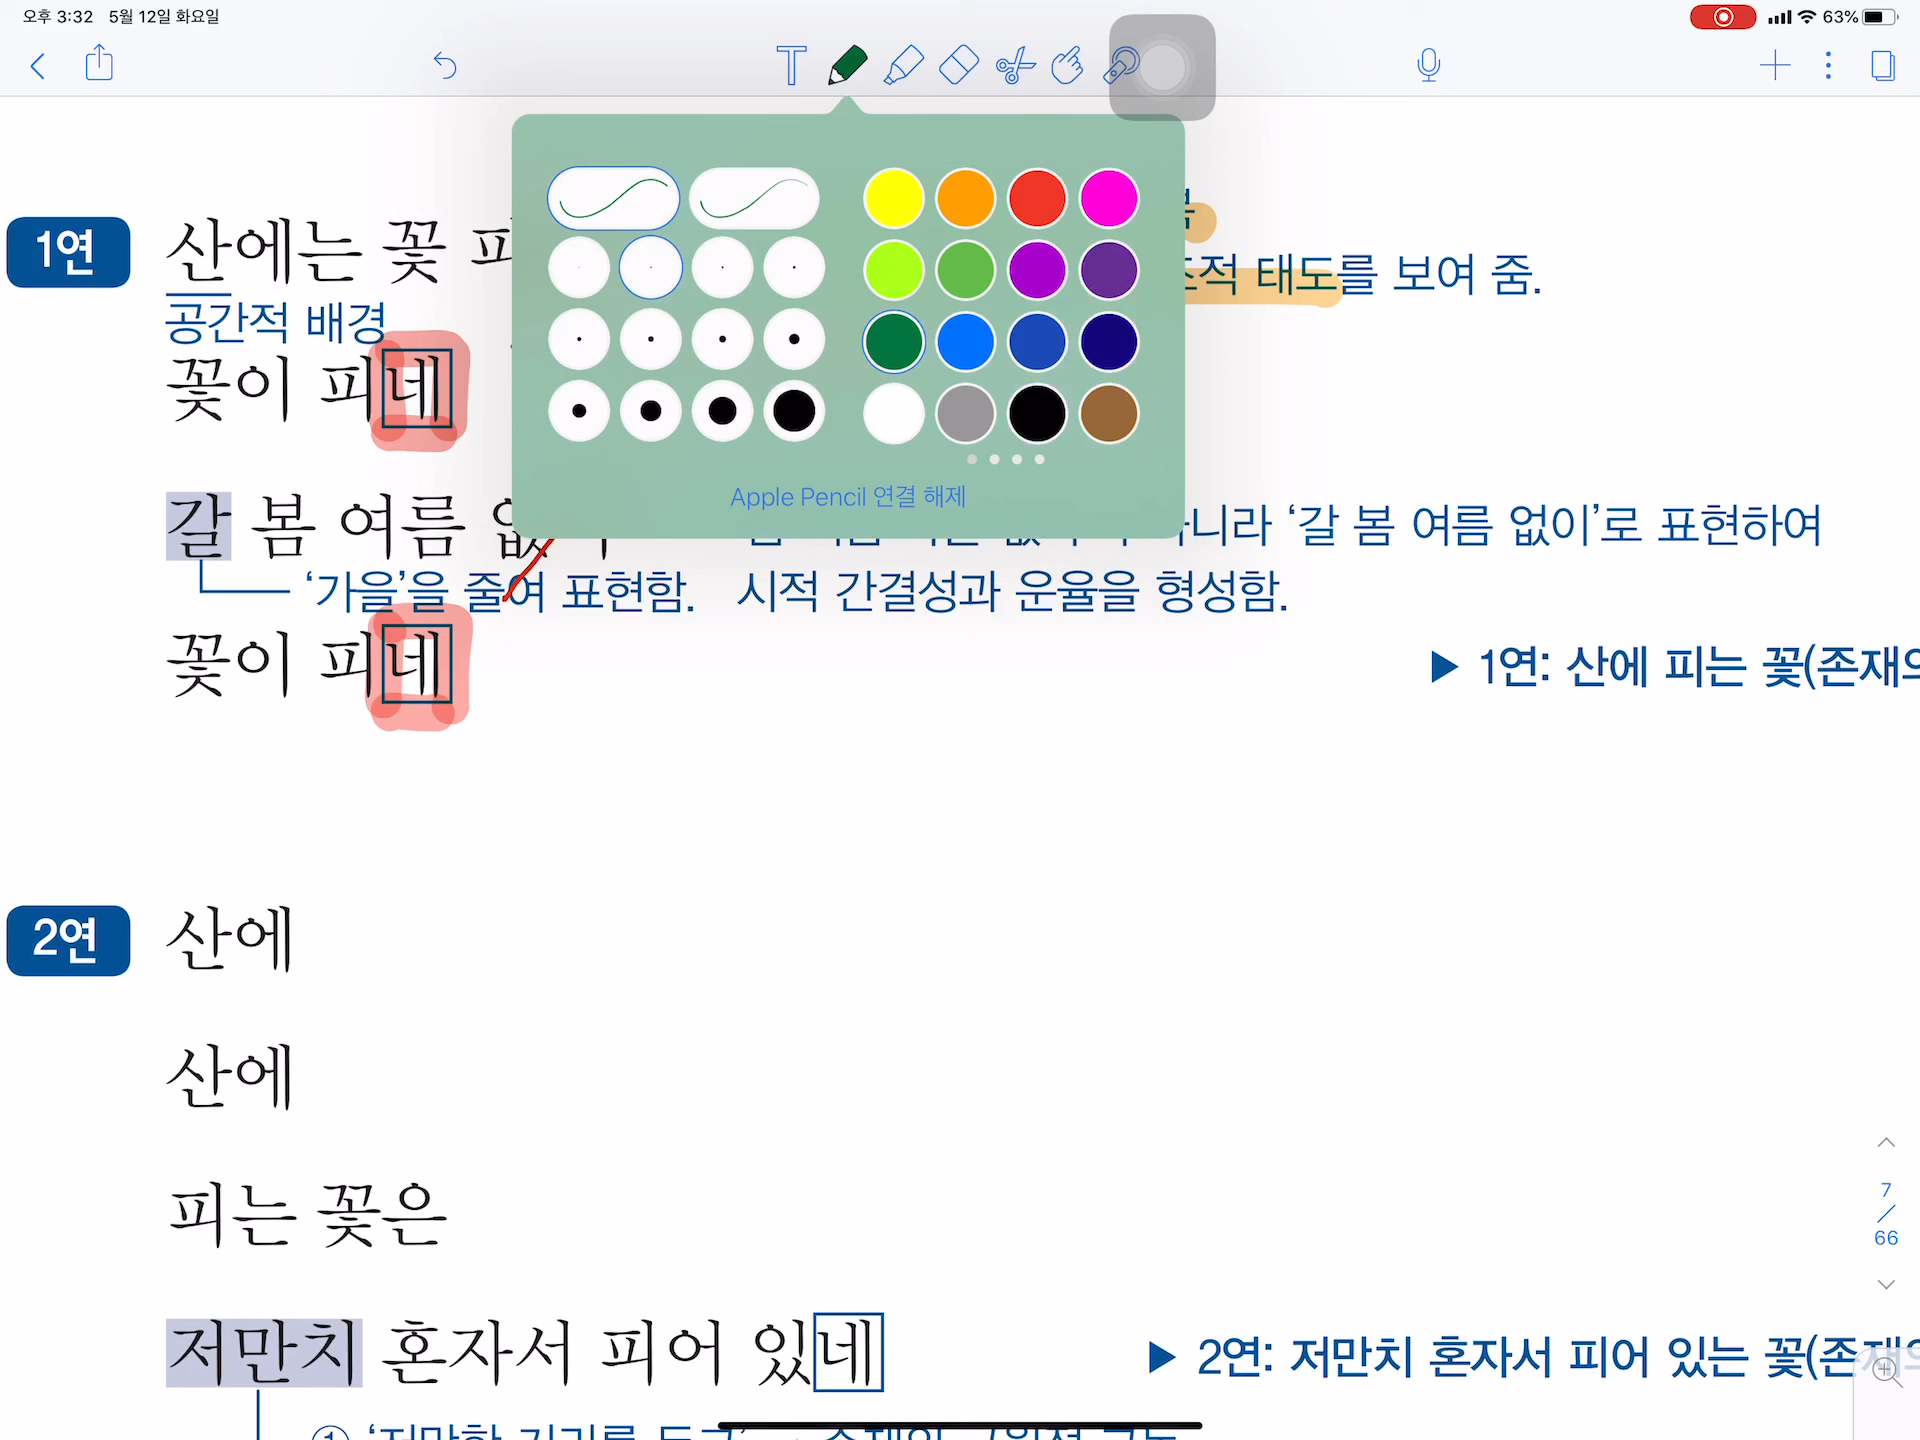 오후 3:32 5월 12일 화요일
63%
Apple Pencil 연결 해제
1연
산에는 꽃
적 태도를 보여 줌.
공간적 배경
꽃이 피네
갈 봄 여름
‘갈 봄 여름 없이’로 표현하여
‘가을’을 줄여 표현함.
시적 간결성과 운율을 형성함.
꽃이 피네
▶ 1연: 산에 피는 꽃(존재의
2연
산에
산에
피는 꽃은
7
/
66
저만치 혼자서 피어 있네
▶ 2연: 저만치 혼자서 피어 있는 꽃(존재의